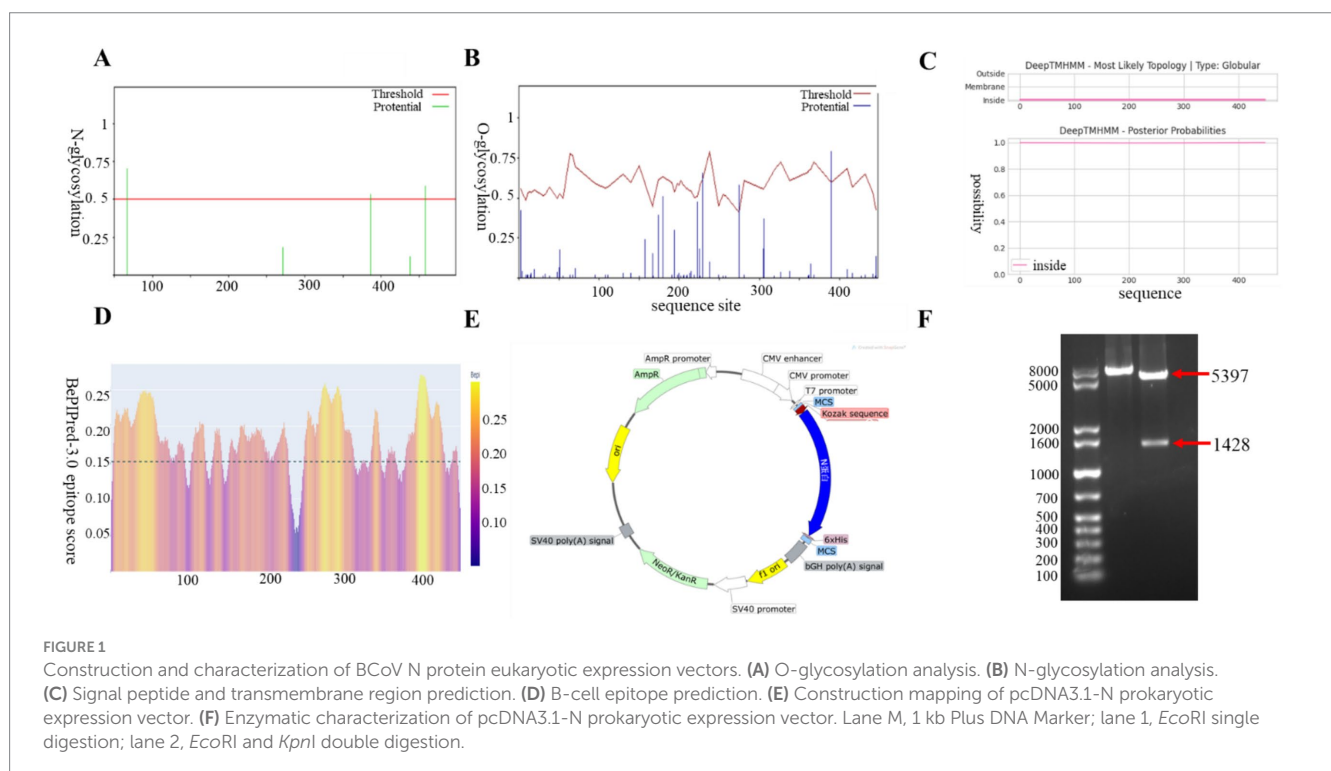 A
B
C
Threshold
Protential
N-glycosylation
1
0.75
0.5
0.25
100
200
300
400
Threshold
Protential
O-glycosylation
1
0.75
0.5
0.25
100
200
300
400
sequence site
DeepTMHMM - Most Likely Topology | Type: Globular
Outside
Membrane
Inside
0
100
200
300
400
DeepTMHMM - Posterior Probabilities
possibility
1.0
0.8
0.6
0.4
0.2
0.0
inside
0
100
200
300
400
sequence
D
E
F
BePIPred-3.0 epitope score
0.25
0.20
0.15
0.10
0.05
100
200
300
400
0.25
0.20
0.15
0.10
AmpR promoter
CMV enhancer
AmpR
CMV promoter
T7 promoter
MCS
Kozak sequence
ori
N蛋白
SV40 poly(A) signal
6xHis
MCS
NeoR/KanR
f1 ori
bGH poly(A) signal
SV40 promoter
8000
5000
2000
1600
1000
700
500
400
300
200
100
5397
1428
FIGURE 1
Construction and characterization of BCoV N protein eukaryotic expression vectors. (A) O-glycosylation analysis. (B) N-glycosylation analysis.
(C) Signal peptide and transmembrane region prediction. (D) B-cell epitope prediction. (E) Construction mapping of pcDNA3.1-N prokaryotic
expression vector. (F) Enzymatic characterization of pcDNA3.1-N prokaryotic expression vector. Lane M, 1 kb Plus DNA Marker; lane 1, EcoRI single
digestion; lane 2, EcoRI and KpnI double digestion.